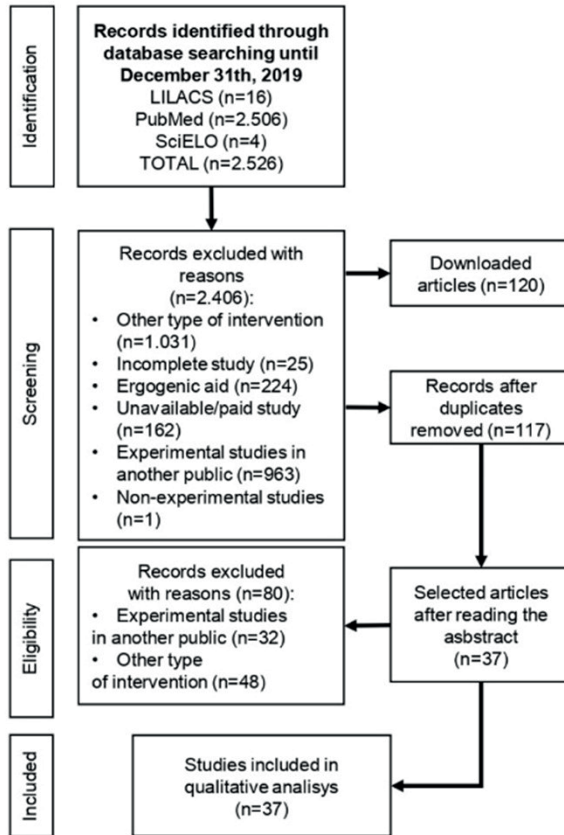 Identification
Records identified through
database searching until
December 31th, 2019
LILACS (n=16)
PubMed (n=2.506)
SciELO (n=4)
TOTAL (n=2.526)
Screening
Records excluded with
reasons
(n=2.406):
• Other type of intervention
(n=1.031)
• Incomplete study (n=25)
• Ergogenic aid (n=224)
• Unavailable/paid study
(n=162)
• Experimental studies in
another public (n=963)
• Non-experimental studies
(n=1)
Downloaded
articles (n=120)
Records after
duplicates
removed (n=117)
Eligibility
Records excluded
with reasons (n=80):
• Experimental studies
in another public (n=32)
• Other type
of intervention (n=48)
Selected articles
after reading the
asbstract
(n=37)
Included
Studies included in
qualitative analisys
(n=37)